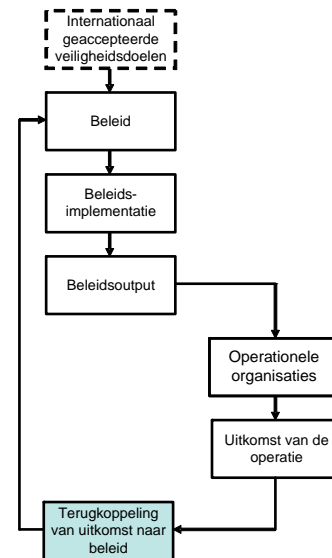 Internationaal
geaccepteerde
veiligheidsdoelen
Beleid
Beleids-
implementatie
Beleidsoutput
Operationele
organisaties
Uitkomst van de
operatie
Terugkoppeling
van uitkomst naar
beleid